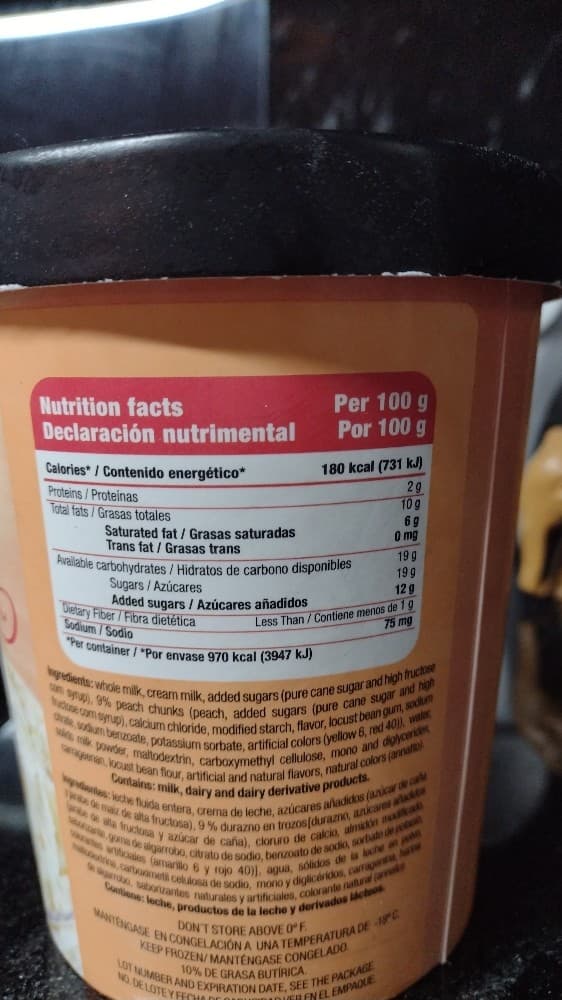 Nutrition facts
Declaración nutrimental
Per 100 g
Por 100 g
Calories* / Contenido energético* 180 kcal (731 kJ)
Proteins / Proteínas 2 g
Total fats / Grasas totales 10 g
Saturated fat / Grasas saturadas 6 g
Trans fat / Grasas trans 0 mg
Available carbohydrates / Hidratos de carbono disponibles 19 g
Sugars / Azúcares 19 g
Added sugars / Azúcares añadidos 12 g
Dietary Fiber / Fibra dietética Less Than / Contiene menos de 1 g
Sodium / Sodio 75 mg
*Per container / *Por envase 970 kcal (3947 kJ)
Ingredients: whole milk, cream milk, added sugars (pure cane sugar and high fructose
corn syrup), 9% peach chunks (peach, added sugars (pure cane sugar and high
fructose corn syrup), calcium chloride, modified starch, flavor, locust bean gum, sodium
citrate, sodium benzoate, potassium sorbate, artificial colors (yellow 6, red 40)), water,
solids milk powder, maltodextrin, carboxymethyl cellulose, mono and diglycerides,
carrageenan, locust bean flour, artificial and natural flavors, natural colors (annatto).
Contains: milk, dairy and dairy derivative products.
Ingredientes: leche fluida entera, crema de leche, azúcares añadidos (azúcar de caña
y jarabe de maíz de alta fructosa), 9 % durazno en trozos [durazno, azúcares añadidos
(jarabe de alta fructosa y azúcar de caña), cloruro de calcio, almidón modificado,
saborizante, goma de algarrobo, citrato de sodio, benzoato de sodio, sorbato de potasio,
colorantes artificiales (amarillo 6 y rojo 40)], agua, sólidos de la leche en polvo,
maltodextrina, carboximetil celulosa de sodio, mono y diglicéridos, carragenina, harina
de algarrobo, saborizantes naturales y artificiales, colorante natural (annatto)
Contiene: leche, productos de la leche y derivados lácteos.
DON'T STORE ABOVE 0° F.
MANTÉNGASE EN CONGELACIÓN A UNA TEMPERATURA DE -18° C.
KEEP FROZEN/ MANTÉNGASE CONGELADO.
10% DE GRASA BUTÍRICA.
LOT NUMBER AND EXPIRATION DATE, SEE THE PACKAGE
NO. DE LOTE Y FECHA DE VER EN EL EMPAQUE